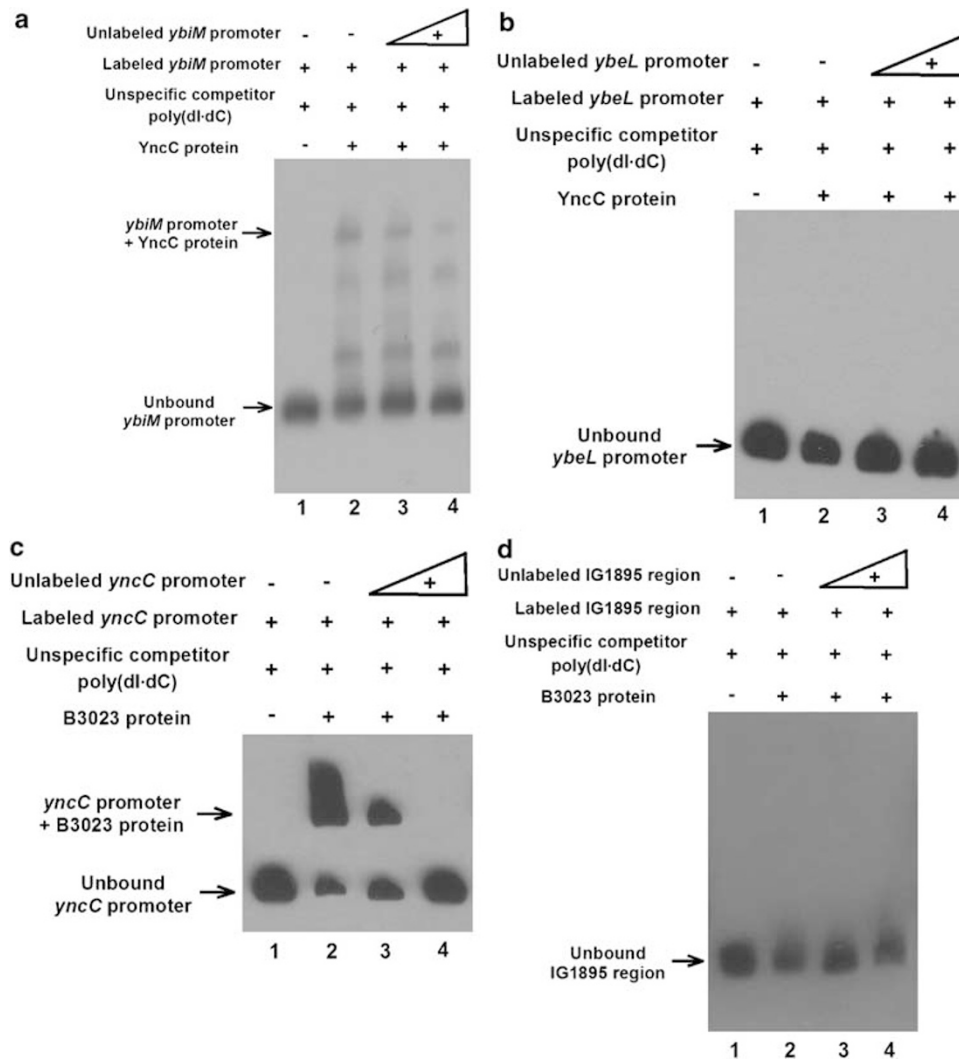 a
Unlabeled ybiM promoter - - +
Labeled ybiM promoter + + + +
Unspecific competitor
poly(dI·dC) + + + +
YncC protein - + + +
ybiM promoter
+ YncC protein
Unbound
ybiM promoter
1 2 3 4
b
Unlabeled ybeL promoter - - +
Labeled ybeL promoter + + + +
Unspecific competitor
poly(dI·dC) + + + +
YncC protein - + + +
Unbound
ybeL promoter
1 2 3 4
c
Unlabeled yncC promoter - - +
Labeled yncC promoter + + + +
Unspecific competitor
poly(dI·dC) + + + +
B3023 protein - + + +
yncC promoter
+ B3023 protein
Unbound
yncC promoter
1 2 3 4
d
Unlabeled IG1895 region - - +
Labeled IG1895 region + + + +
Unspecific competitor
poly(dI·dC) + + + +
B3023 protein - + + +
Unbound
IG1895 region
1 2 3 4